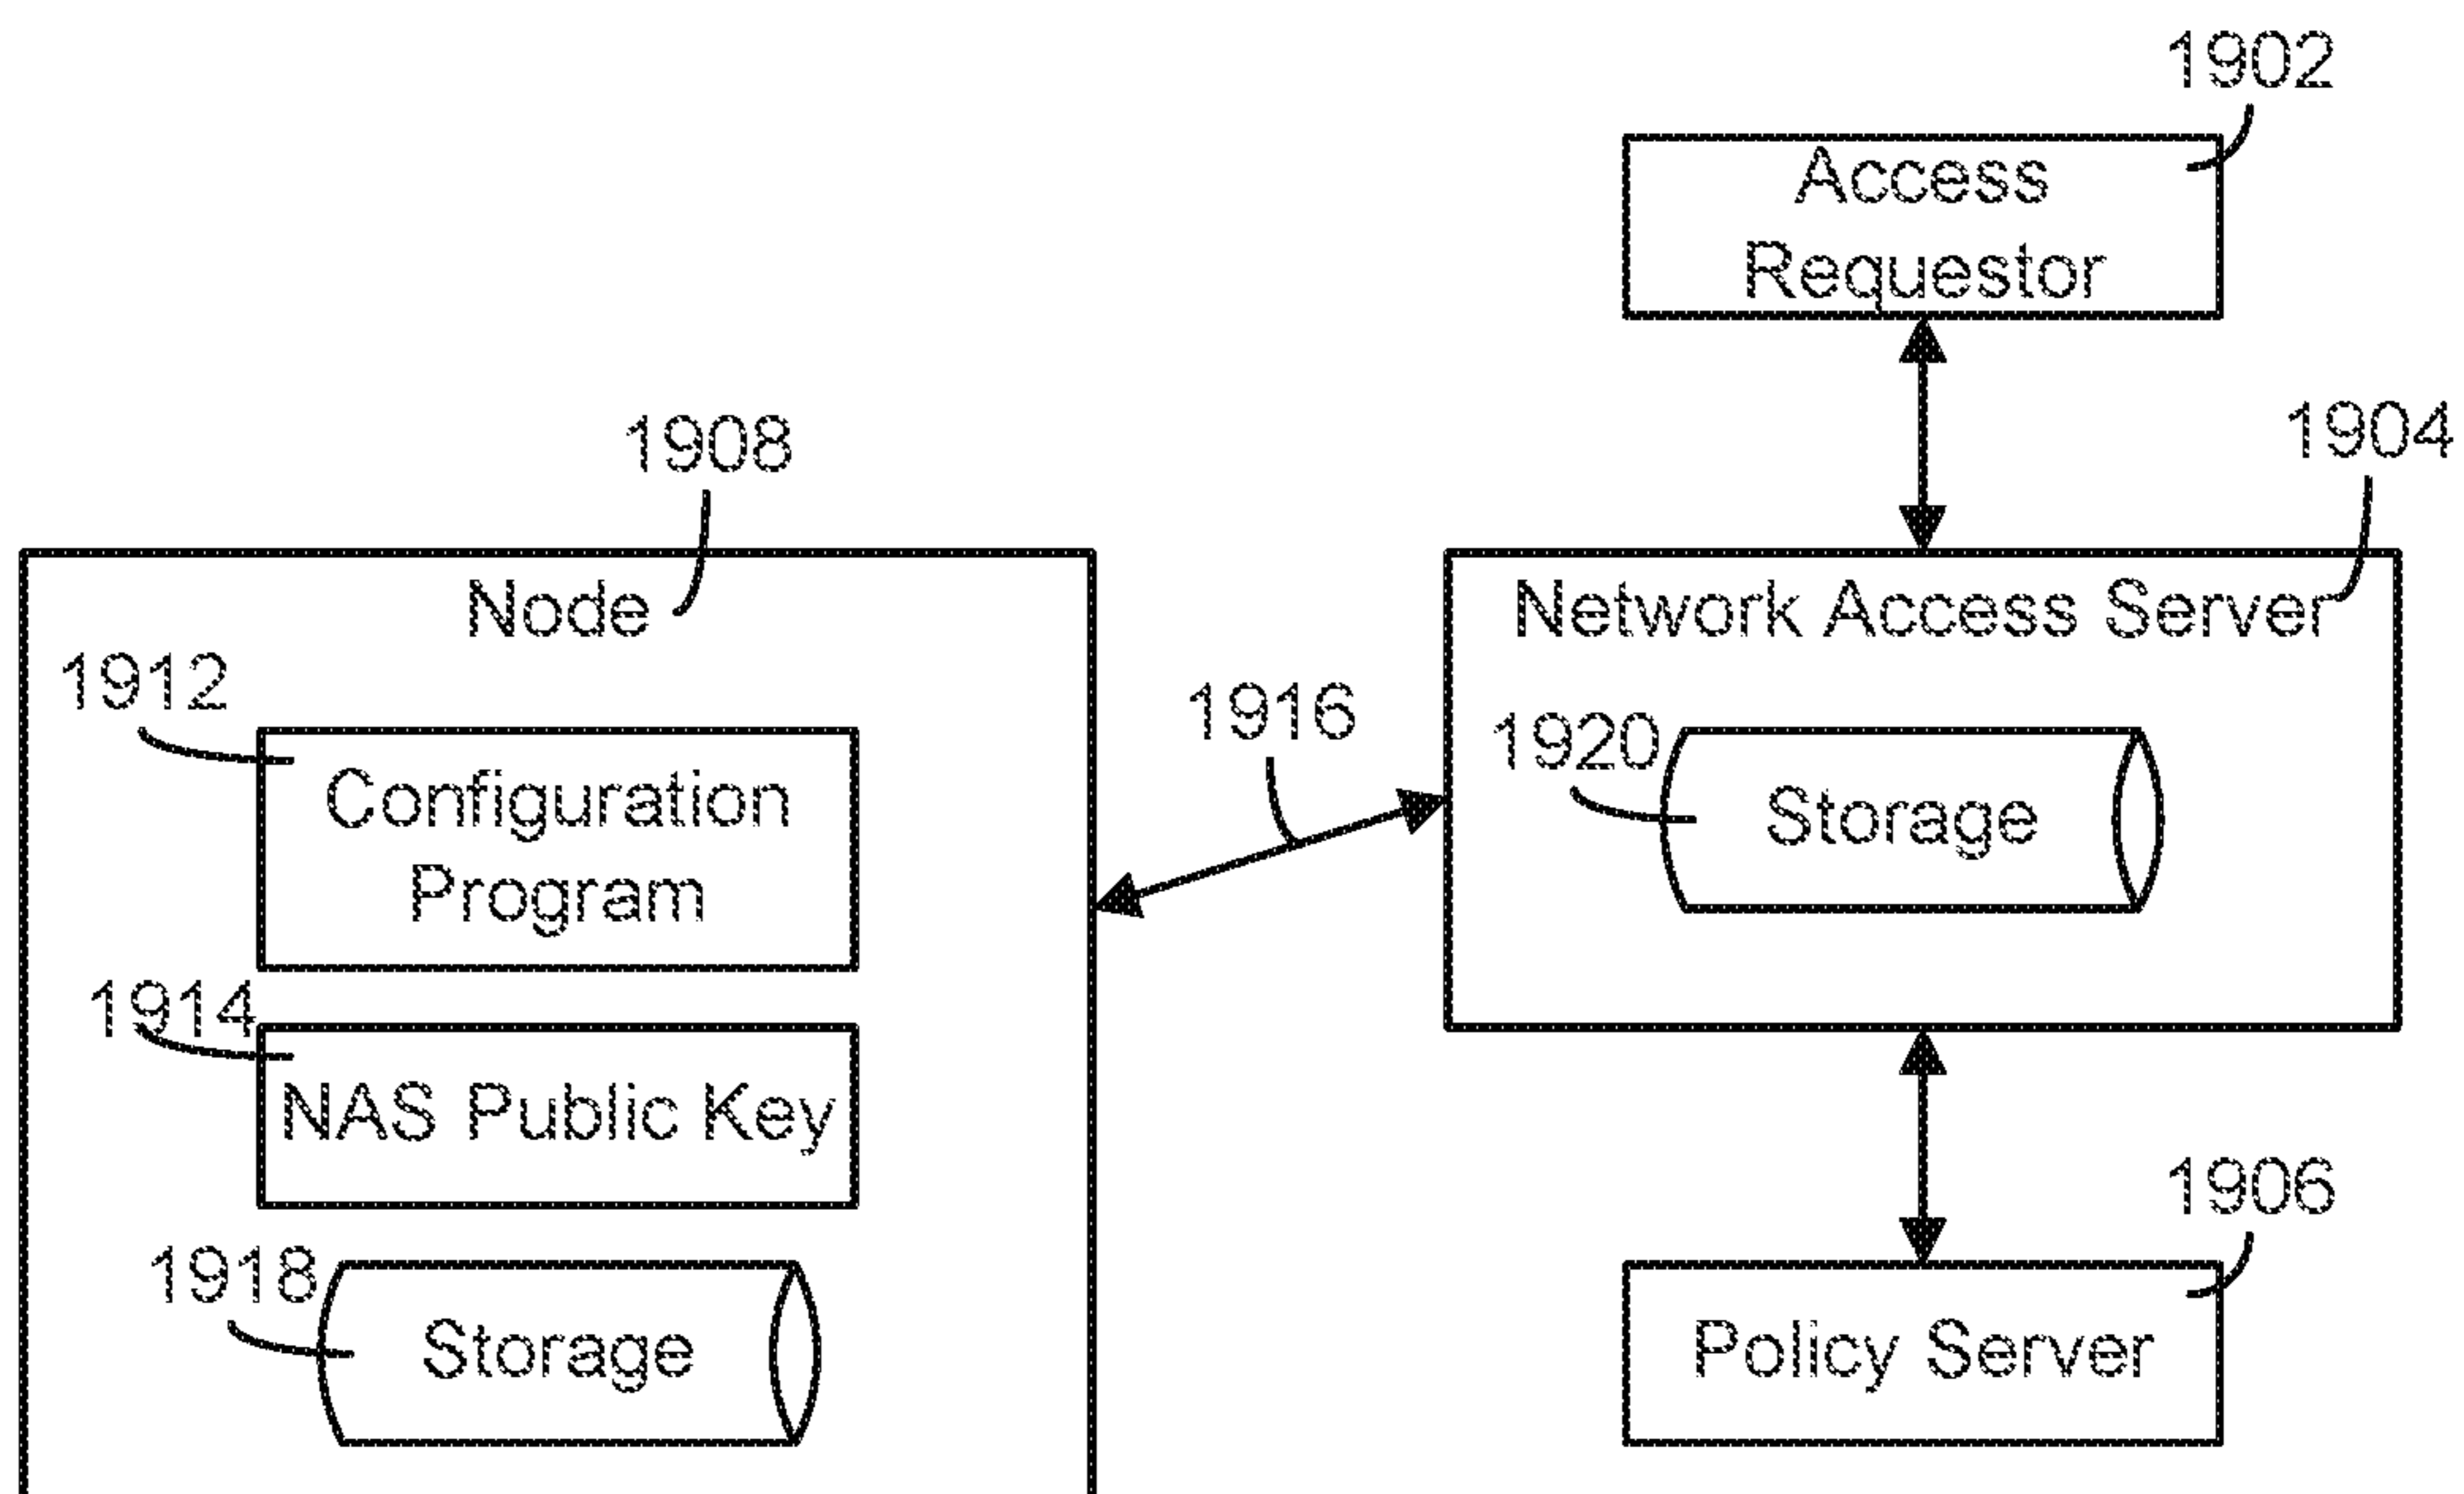 1902
Access
Requestor
1908
1904
Node
Network Access Server
1912
1916
1920
Configuration
Program
Storage
1914
NAS Public Key
1906
1918
Storage
Policy Server